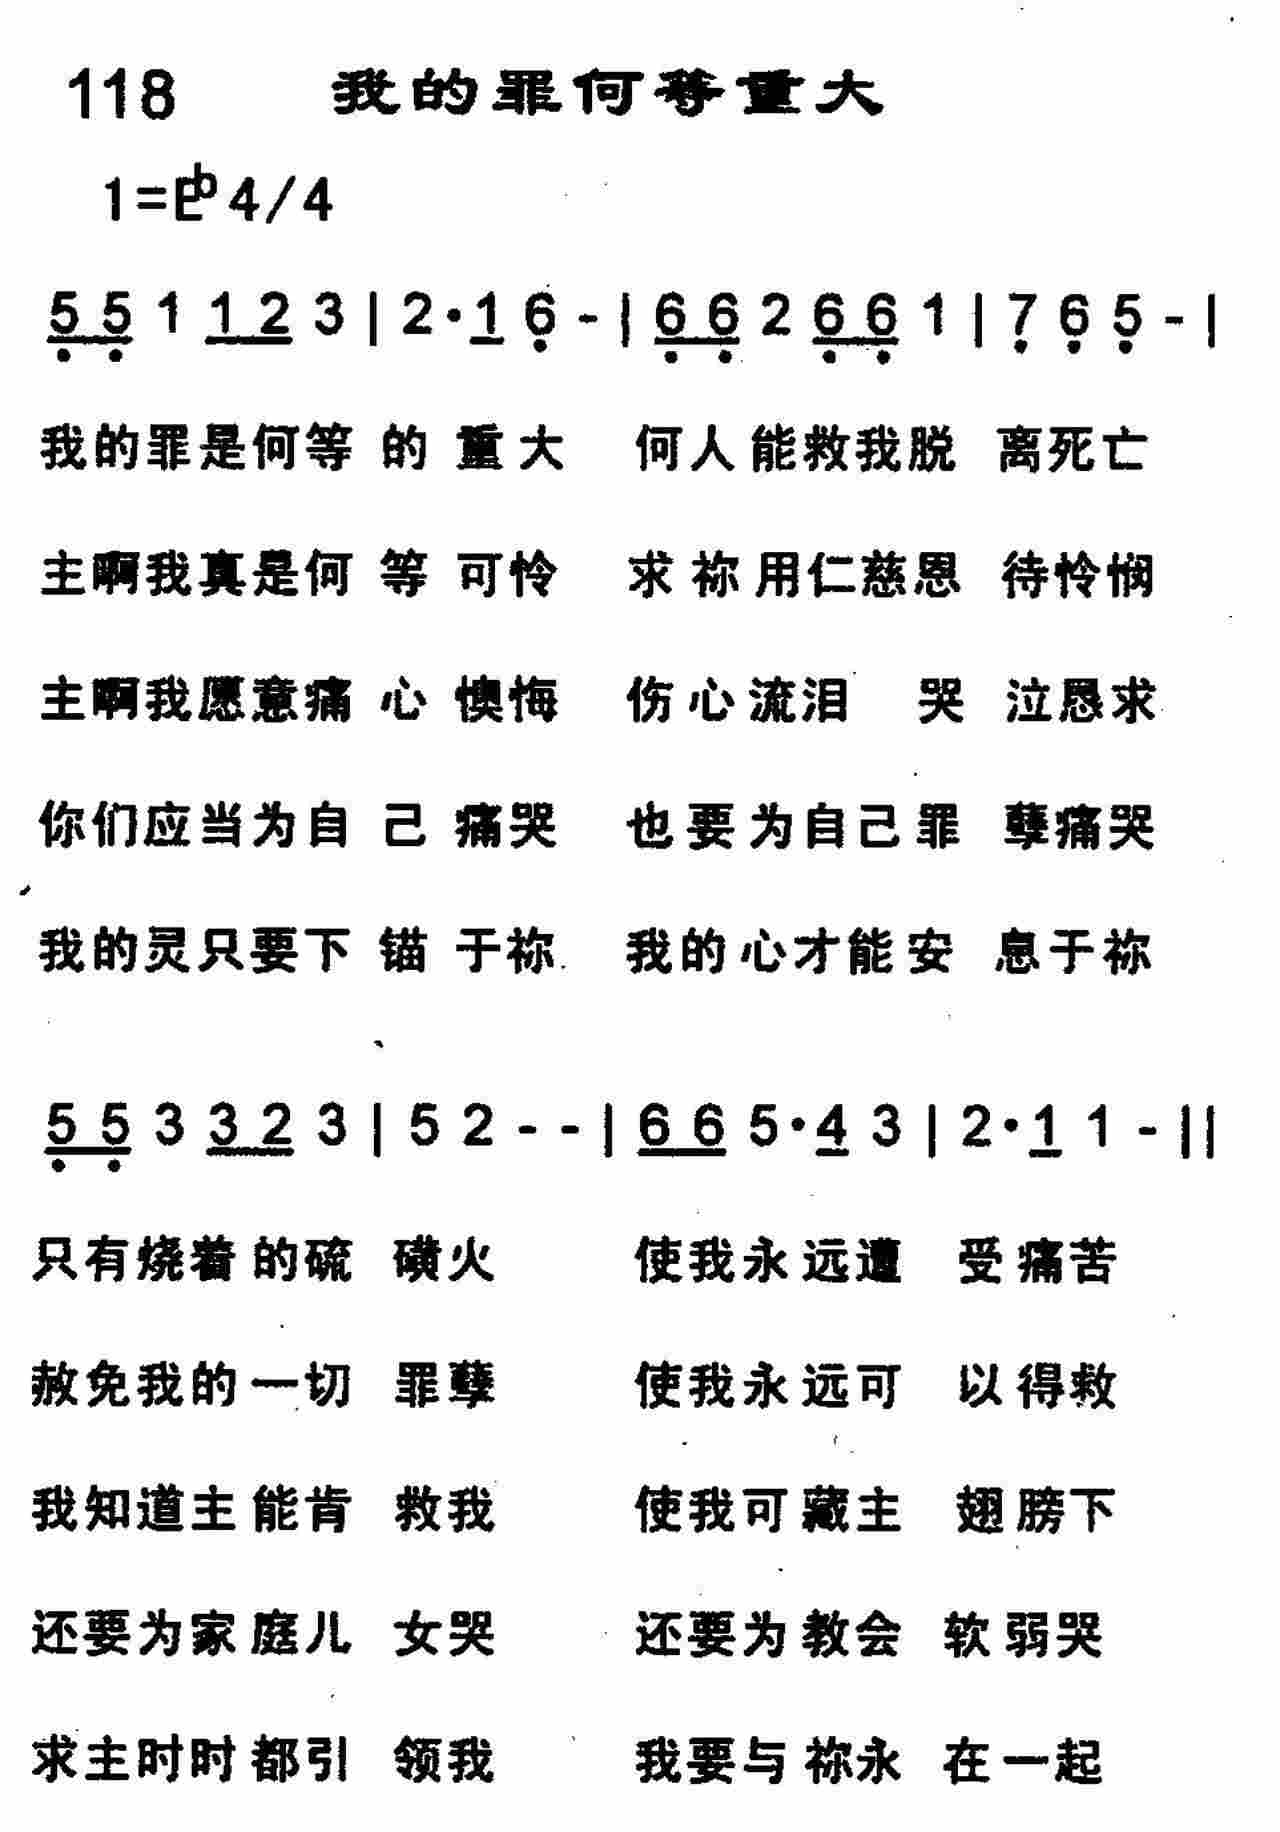 118 我的罪何等重大
1=E♭4/4
5 5 1 1 2 3 | 2·1 6 - | 6 6 2 6 6 1 | 7 6 5 - |
我的罪是何等 的 重大 何人能救我脱 离死亡
主啊我真是何 等 可怜 求祢用仁慈恩 待怜悯
主啊我愿意痛 心 懊悔 伤心流泪 哭 泣恳求
你们应当为自 己 痛哭 也要为自己罪 孽痛哭
我的灵只要下 锚 于祢 我的心才能安 息于祢
5 5 3 3 2 3 | 5 2 - - | 6 6 5·4 3 | 2·1 1 - ||
只有烧着的硫 磺火 使我永远遭 受痛苦
赦免我的一切 罪孽 使我永远可 以得救
我知道主能肯 救我 使我可藏主 翅膀下
还要为家庭儿 女哭 还要为教会 软弱哭
求主时时都引 领我 我要与祢永 在一起